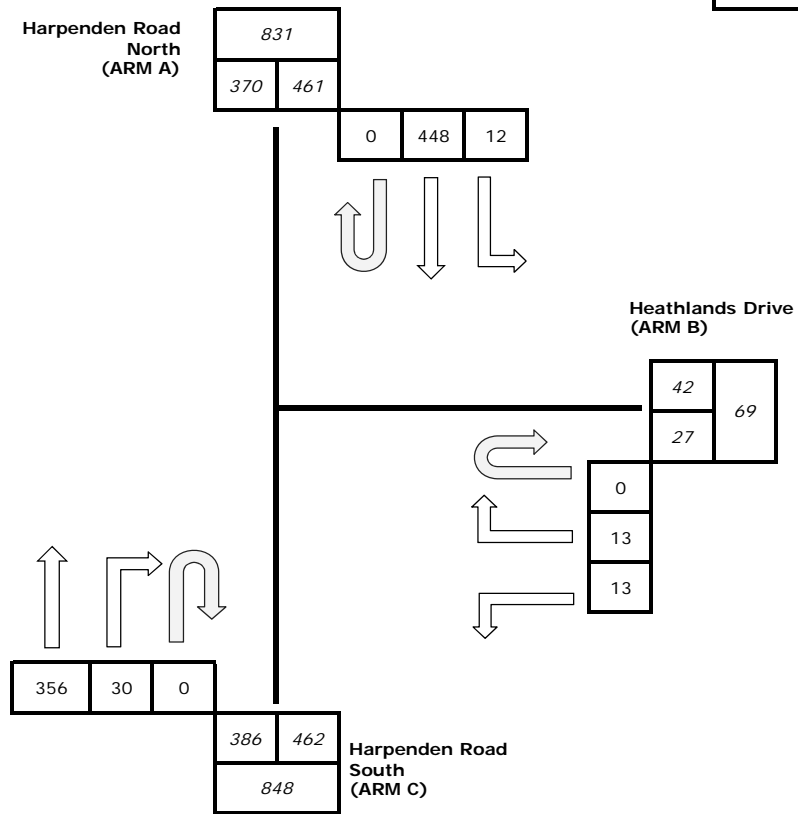 Harpenden Road
North
(ARM A)
831
370 461
0 448 12
Heathlands Drive
(ARM B)
42
69
27
0
13
13
356 30 0
386 462
Harpenden Road
South
(ARM C)
848